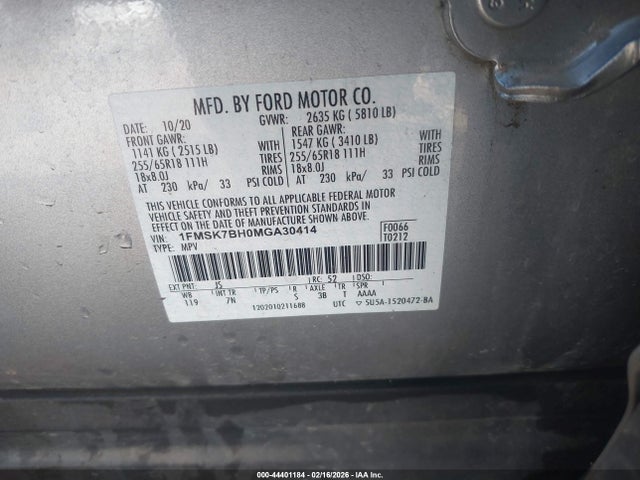 MFD. BY FORD MOTOR CO.
DATE: 10/20 GVWR: 2635 KG ( 5810 LB)
FRONT GAWR: REAR GAWR:
1141 KG ( 2515 LB) WITH 1547 KG ( 3410 LB) WITH
255/65R18 111H TIRES 255/65R18 111H TIRES
18x8.0J RIMS 18x8.0J RIMS
AT 230 kPa/ 33 PSI COLD AT 230 kPa/ 33 PSI COLD
THIS VEHICLE CONFORMS TO ALL APPLICABLE FEDERAL MOTOR
VEHICLE SAFETY AND THEFT PREVENTION STANDARDS IN
EFFECT ON THE DATE OF MANUFACTURE SHOWN ABOVE.
VIN: 1FMSK7BH0MGA30414 F0066
TYPE: MPV T0212
JS RC: 52 DSO:
WB INT TR TP/PS R AXLE TR SPR
119 7N S 3B T AAAA
1202010211688 UTC 5U5A-1520472-BA
000-44401184 - 02/16/2026 - IAA Inc.